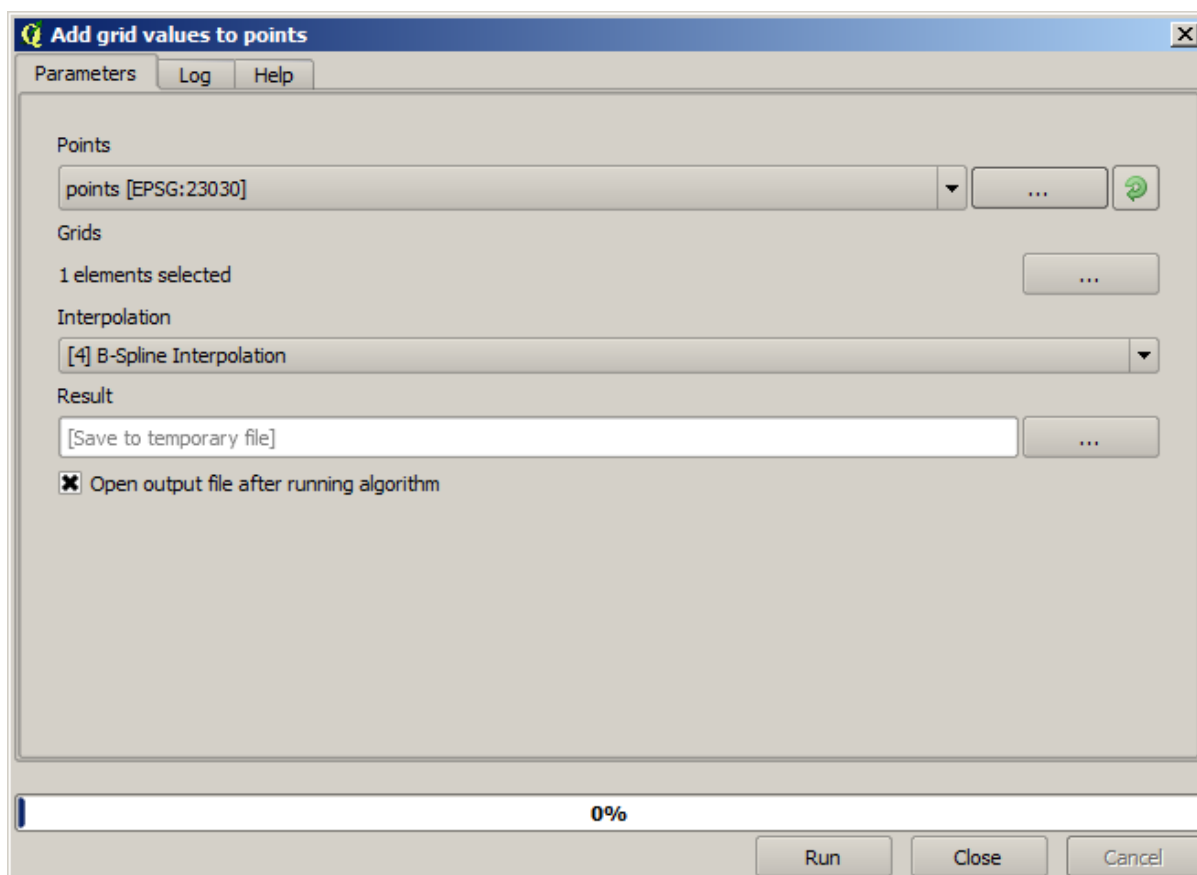 Add grid values to points
Parameters Log Help
Points
points [EPSG:23030]
...
Grids
1 elements selected
...
Interpolation
[4] B-Spline Interpolation
Result
[Save to temporary file]
...
Open output file after running algorithm
0%
Run Close Cancel